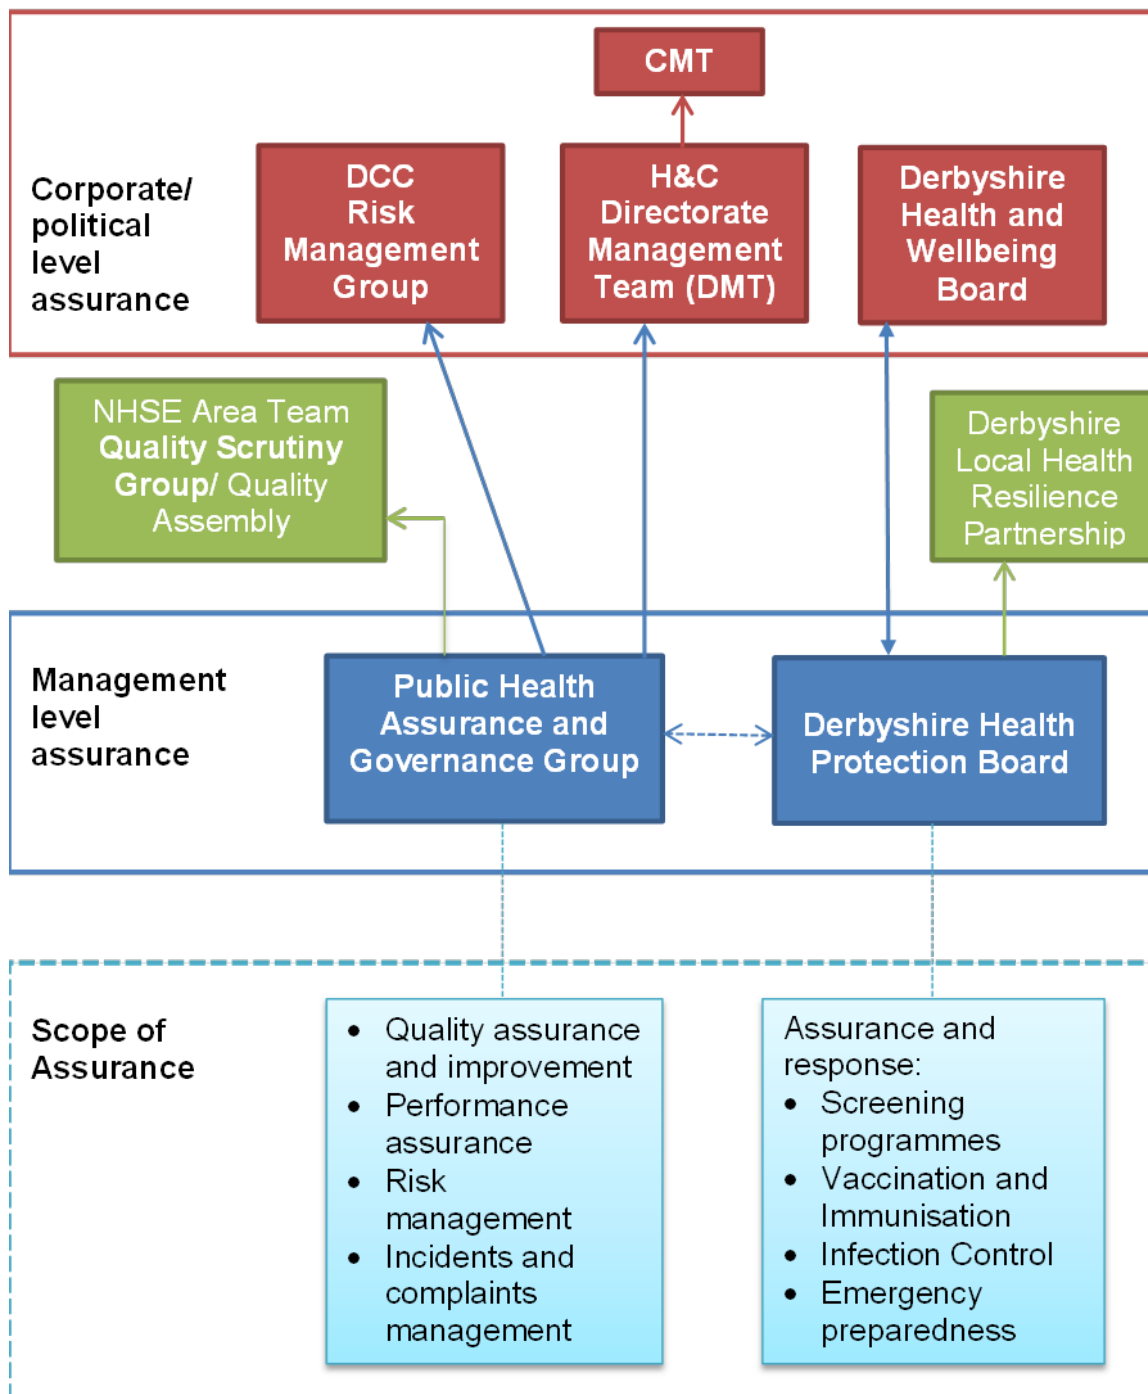 CMT
Corporate/
political
level
assurance
DCC
Risk
Management
Group
H&C
Directorate
Management
Team (DMT)
Derbyshire
Health and
Wellbeing
Board
NHSE Area Team
Quality Scrutiny
Group/ Quality
Assembly
Derbyshire
Local Health
Resilience
Partnership
Management
level
assurance
Public Health
Assurance and
Governance Group
Derbyshire Health
Protection Board
Scope of
Assurance
• Quality assurance
and improvement
• Performance
assurance
• Risk
management
• Incidents and
complaints
management
Assurance and
response:
• Screening
programmes
• Vaccination and
Immunisation
• Infection Control
• Emergency
preparedness